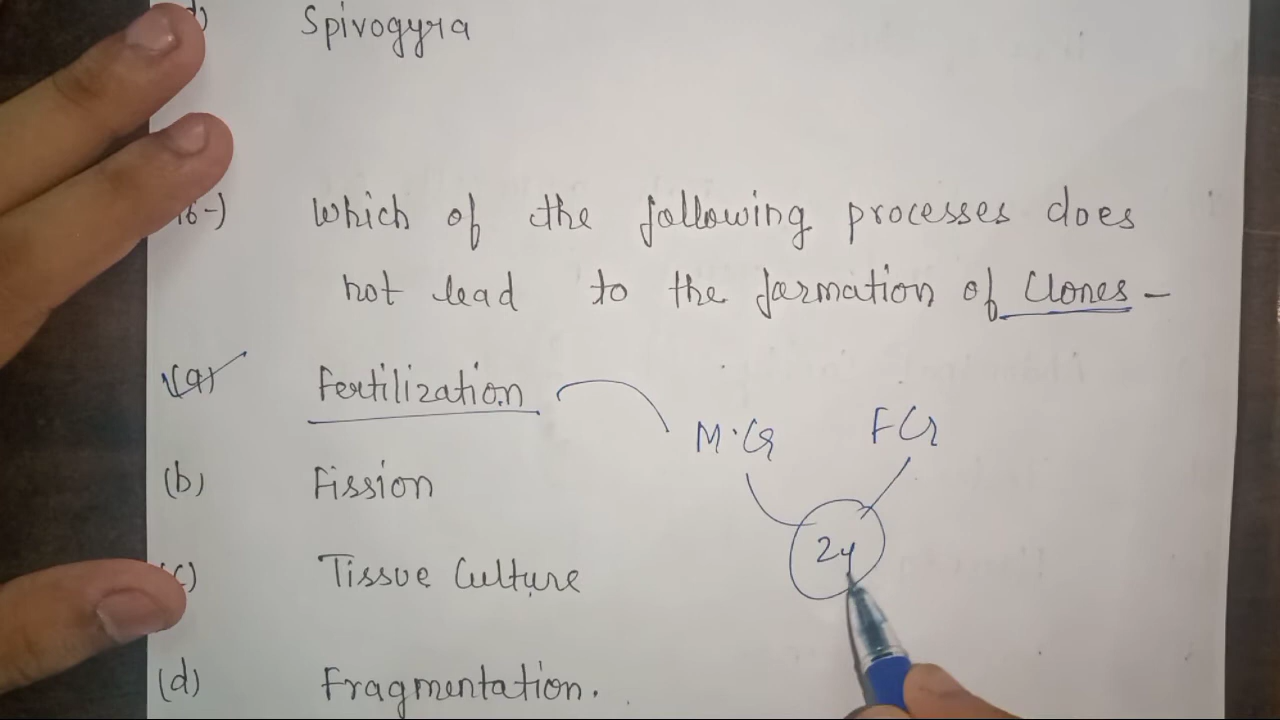 d)
Spirogyra
16-) Which of the following processes does
not lead to the formation of Clones -
(a) Fertilization
M.G FG
(b) Fission
2y
(c) Tissue Culture
(d) Fragmentation.